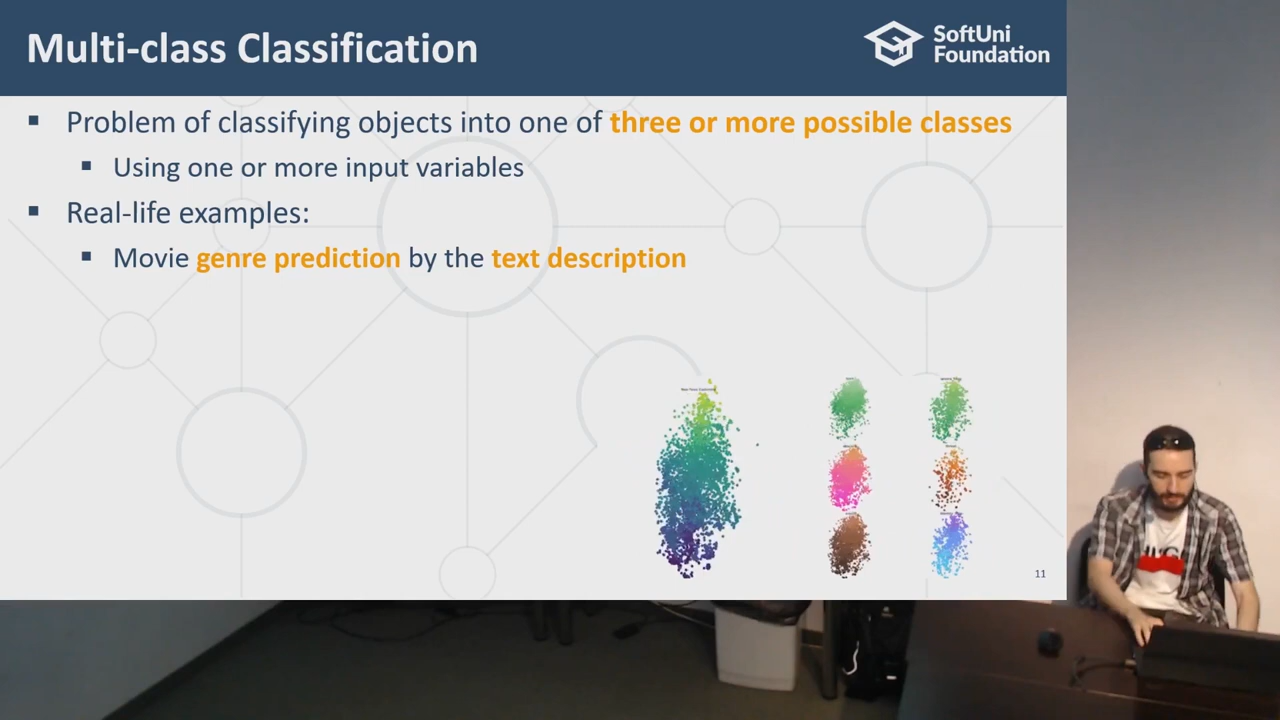 Multi-class Classification
SoftUni
Foundation
Problem of classifying objects into one of three or more possible classes
Using one or more input variables
Real-life examples:
Movie genre prediction by the text description
11